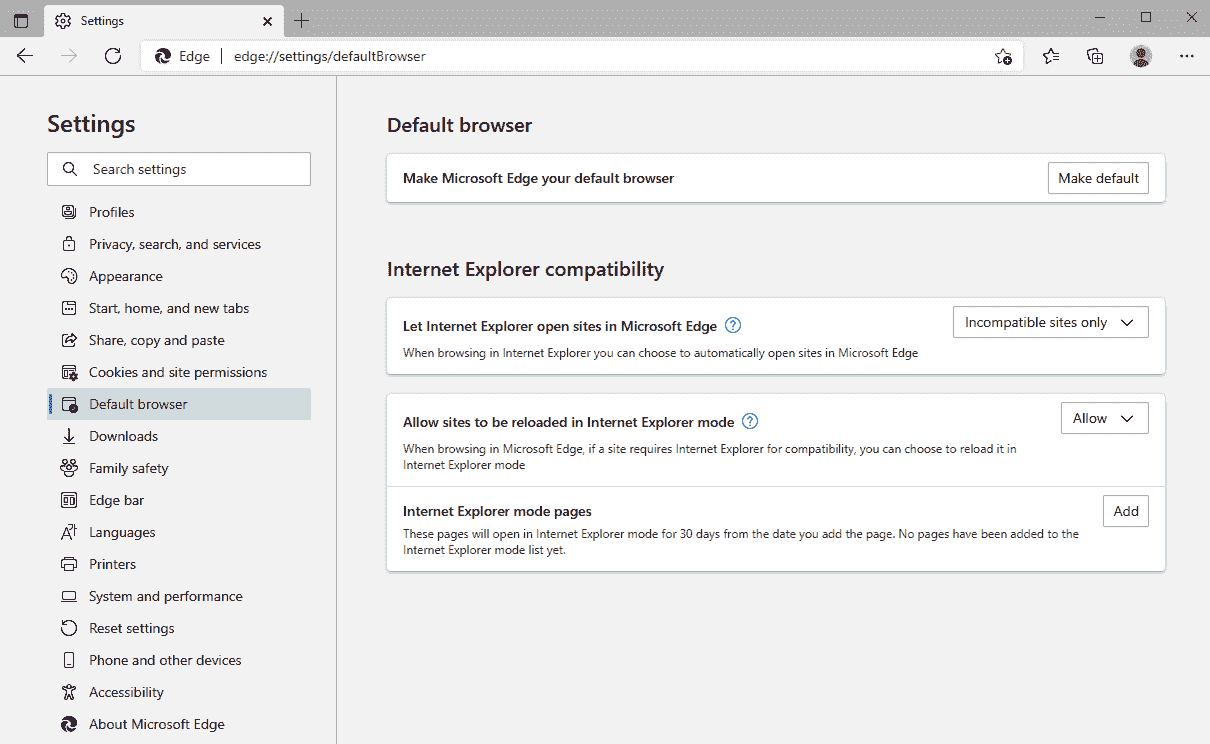 Settings
Edge
edge://settings/defaultBrowser
Settings
Search settings
Profiles
Privacy, search, and services
Appearance
Start, home, and new tabs
Share, copy and paste
Cookies and site permissions
Default browser
Downloads
Family safety
Edge bar
Languages
Printers
System and performance
Reset settings
Phone and other devices
Accessibility
About Microsoft Edge
Default browser
Make Microsoft Edge your default browser
Make default
Internet Explorer compatibility
Let Internet Explorer open sites in Microsoft Edge
Incompatible sites only
When browsing in Internet Explorer you can choose to automatically open sites in Microsoft Edge
Allow sites to be reloaded in Internet Explorer mode
Allow
When browsing in Microsoft Edge, if a site requires Internet Explorer for compatibility, you can choose to reload it in
Internet Explorer mode
Internet Explorer mode pages
Add
These pages will open in Internet Explorer mode for 30 days from the date you add the page. No pages have been added to the
Internet Explorer mode list yet.